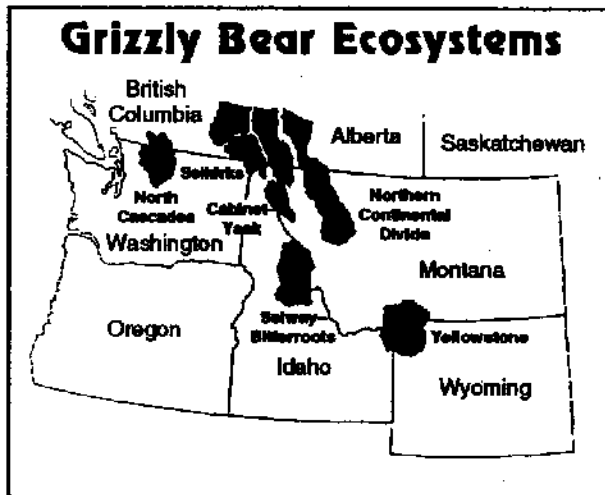 Grizzly Bear Ecosystems
British
Columbia
Alberta
Saskatchewan
Selkirks
North
Cascades
Cabinet
Yaak
Northern
Continental
Divide
Washington
Montana
Oregon
Selway
Bitterroots
Idaho
Yellowstone
Wyoming